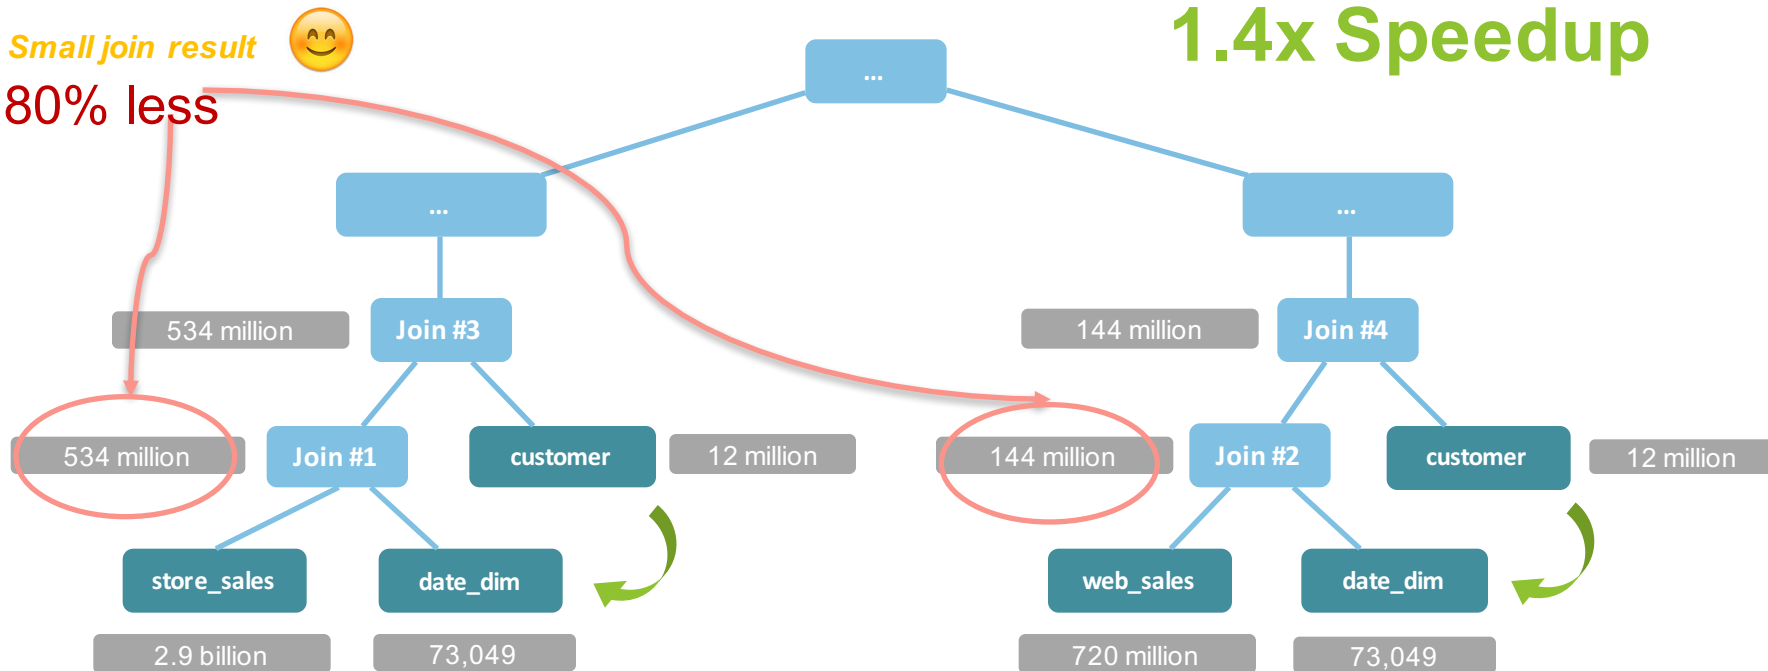 Small join result
1.4x Speedup
80% less
...
...
...
534 million
Join #3
144 million
Join #4
534 million
Join #1
customer
12 million
144 million
Join #2
customer
12 million
store_sales
date_dim
web_sales
date_dim
2.9 billion
73,049
720 million
73,049